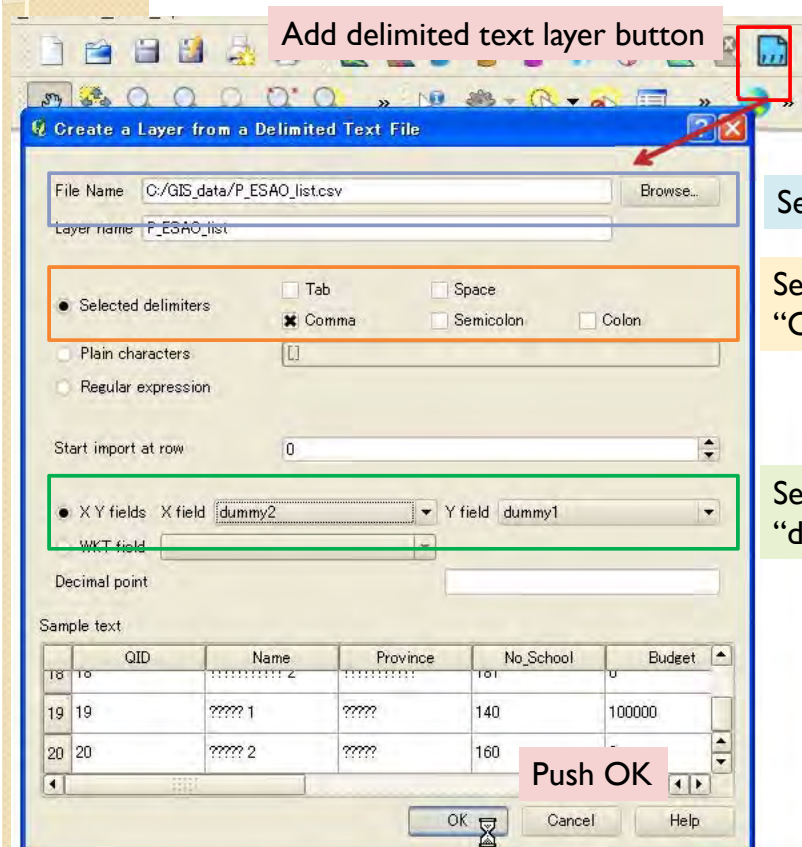 Add delimited text layer button
Create a Layer from a Delimited Text File
File Name C:/GIS_data/P_ESAO_list.csv Browse...
Layer name P_ESAO_list
Se
Selected delimiters
Tab Space
Comma Semicolon Colon
Se
“C
Plain characters [,]
Regular expression
Start import at row 0
X Y fields X field dummy2 Y field dummy1
WKT field
Se
“d
Decimal point
Sample text
QID Name Province No_School Budget
18 18 ??????????? 2 ??????????? 181 0
19 19 ????? 1 ????? 140 100000
20 20 ????? 2 ????? 160
Push OK
OK Cancel Help